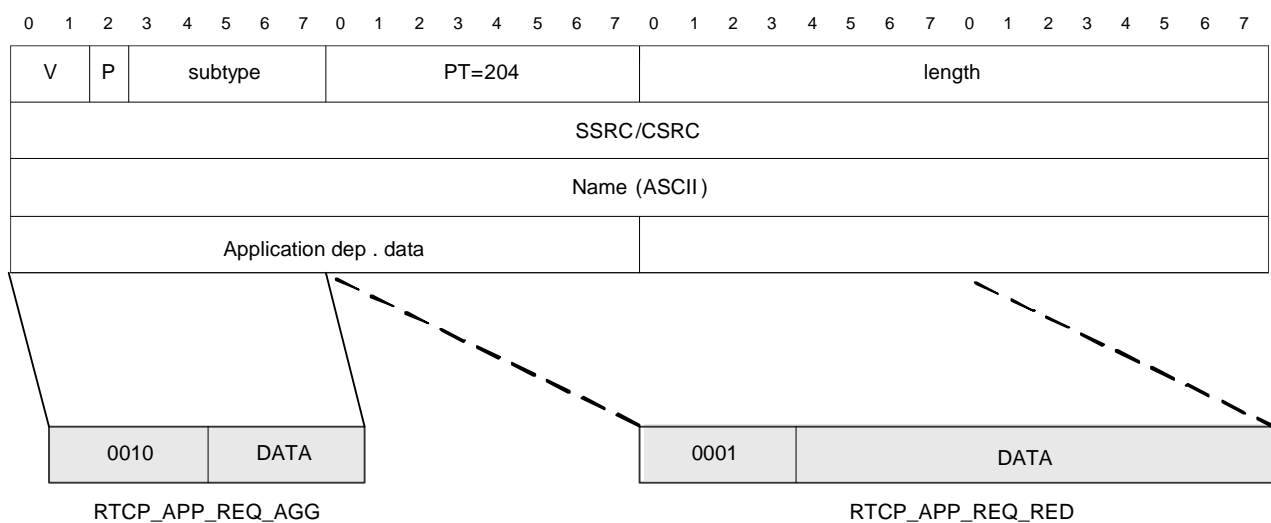 0 1 2 3 4 5 6 7 0 1 2 3 4 5 6 7 0 1 2 3 4 5 6 7 0 1 2 3 4 5 6 7
V P subtype PT=204 length
SSRC/CSRC
Name (ASCII)
Application dep . data
0010 DATA 0001 DATA
RTCP_APP_REQ_AGG RTCP_APP_REQ_RED